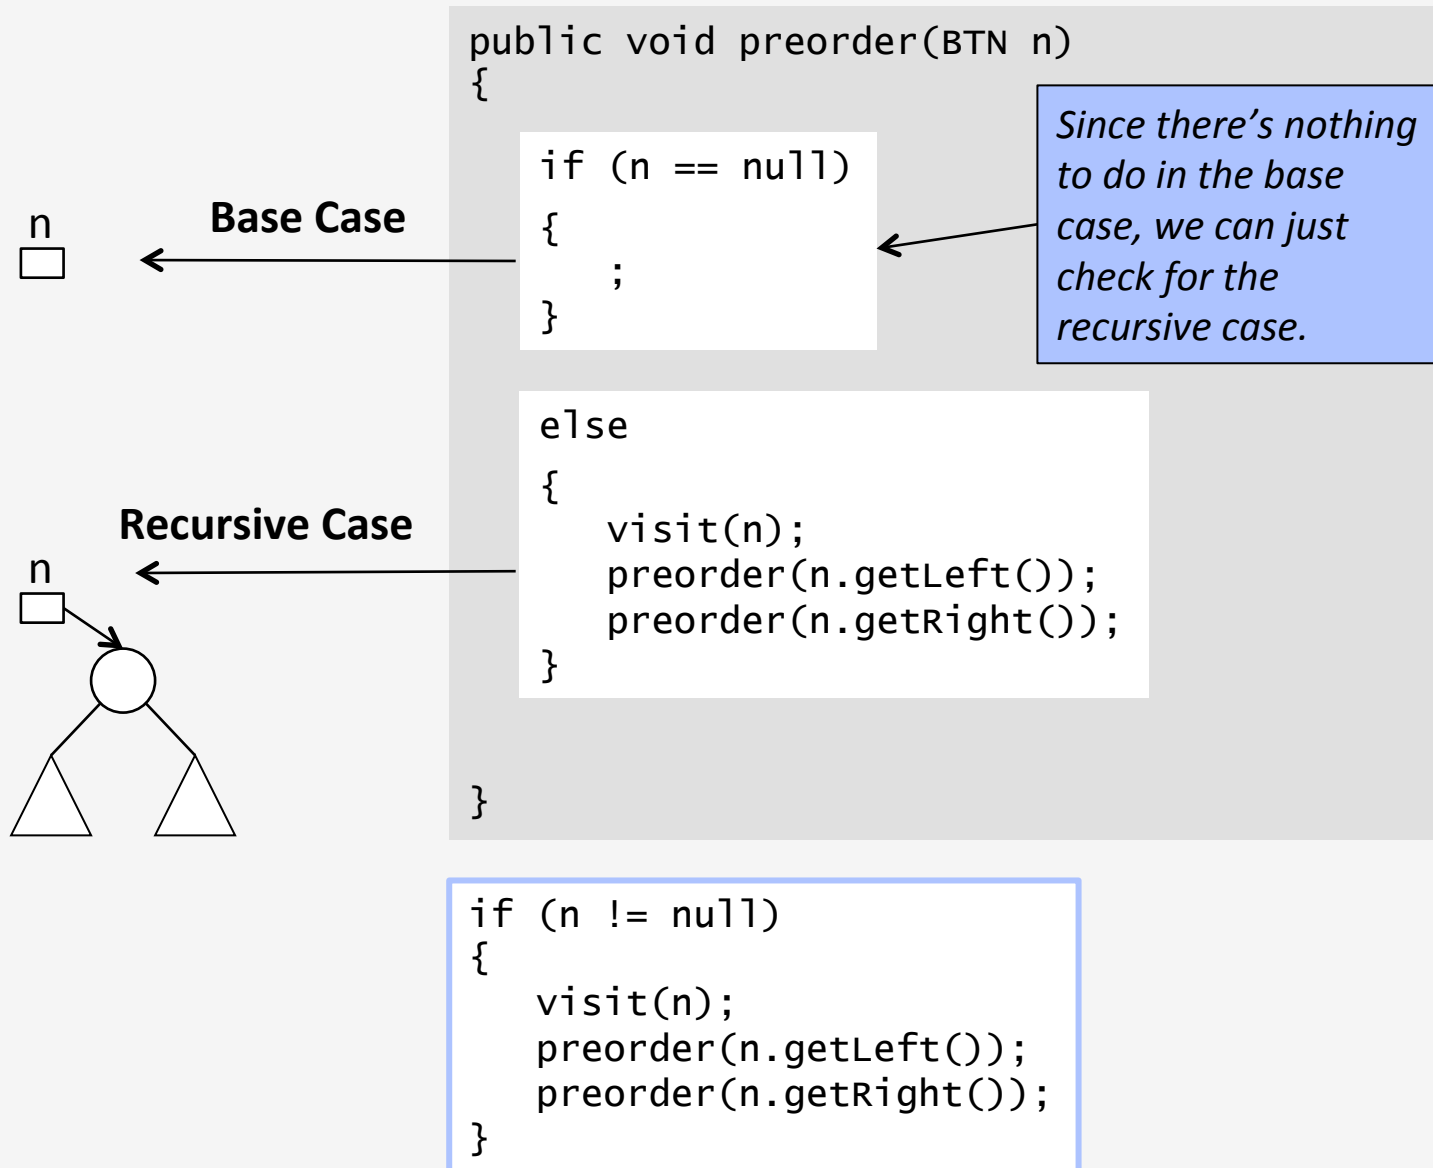 public void preorder(BTN n)
{
if (n == null)
{
;
}
Since there's nothing
to do in the base
case, we can just
check for the
recursive case.
Base Case
n
else
{
visit(n);
preorder(n.getLeft());
preorder(n.getRight());
}
Recursive Case
n
}
if (n != null)
{
visit(n);
preorder(n.getLeft());
preorder(n.getRight());
}